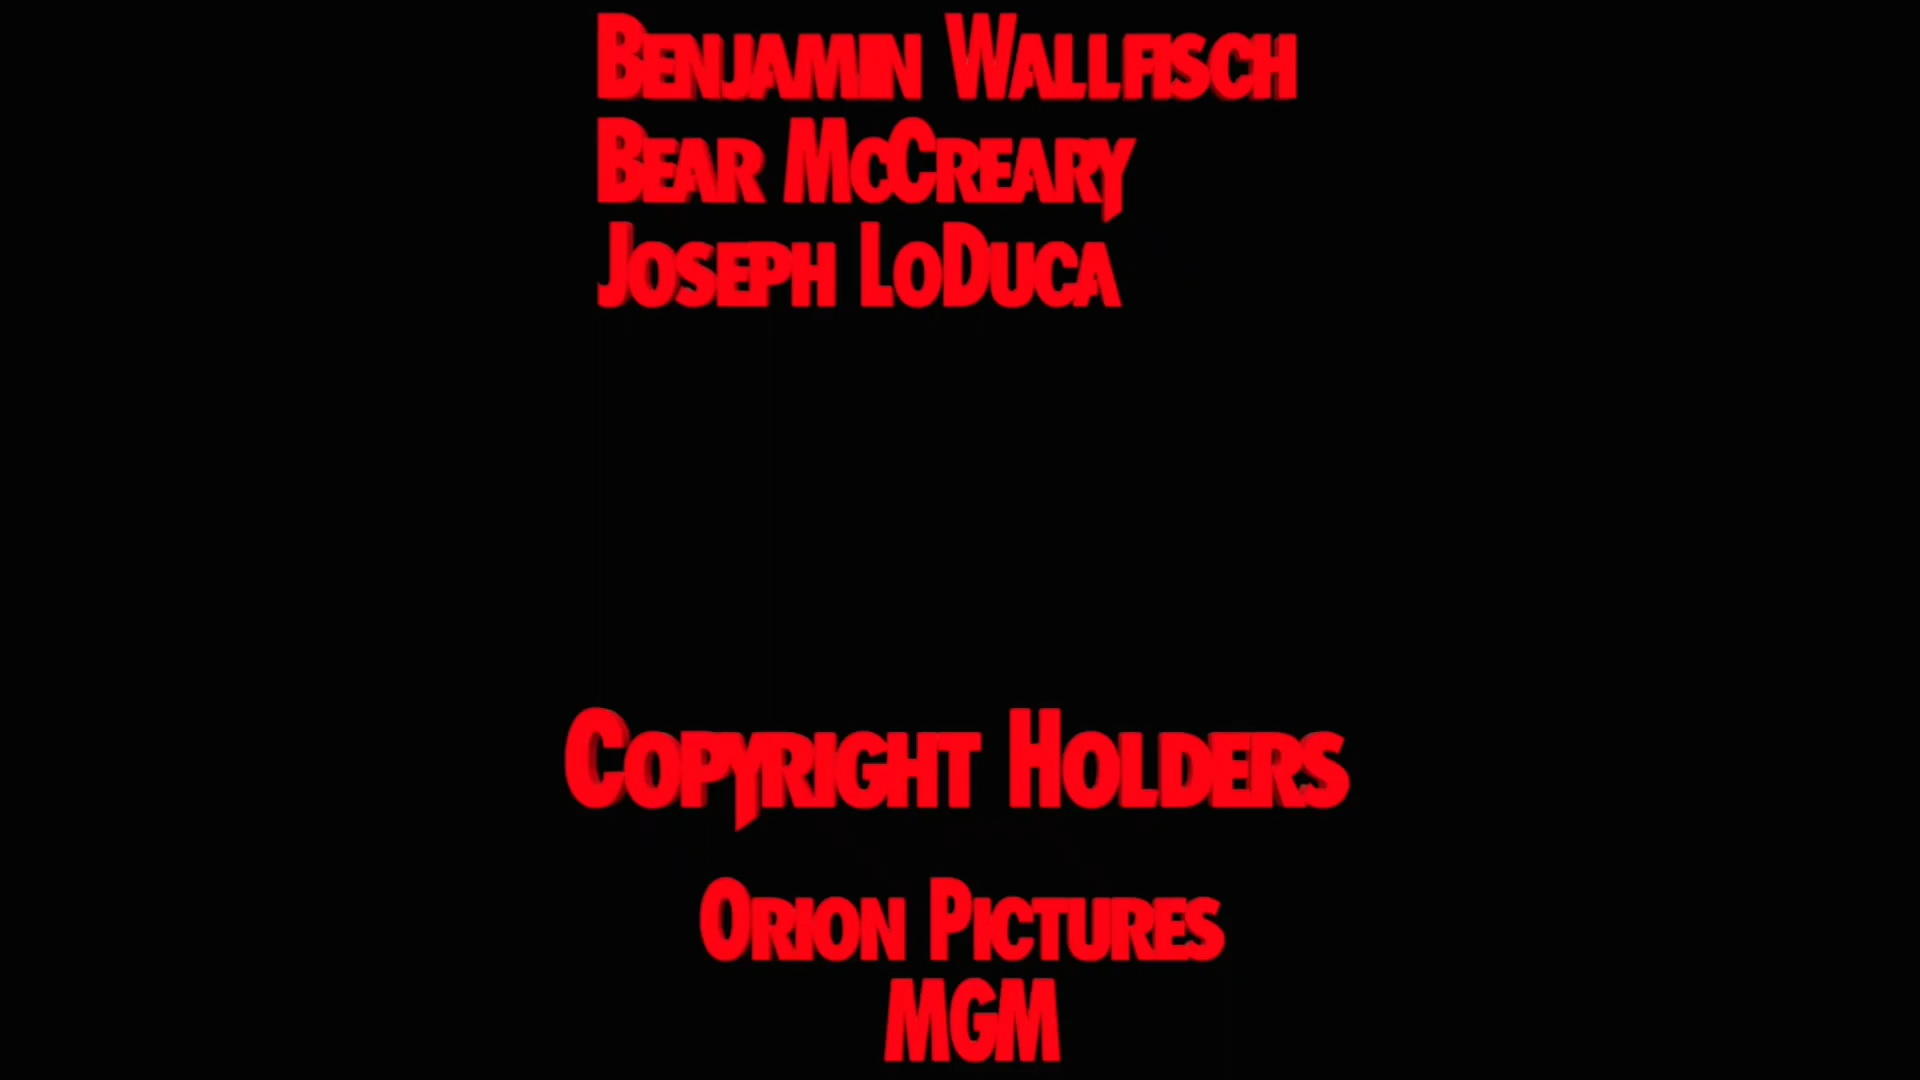 Benjamin Wallfisch
Bear McCreary
Joseph LoDuca
Copyright Holders
Orion Pictures
MGM